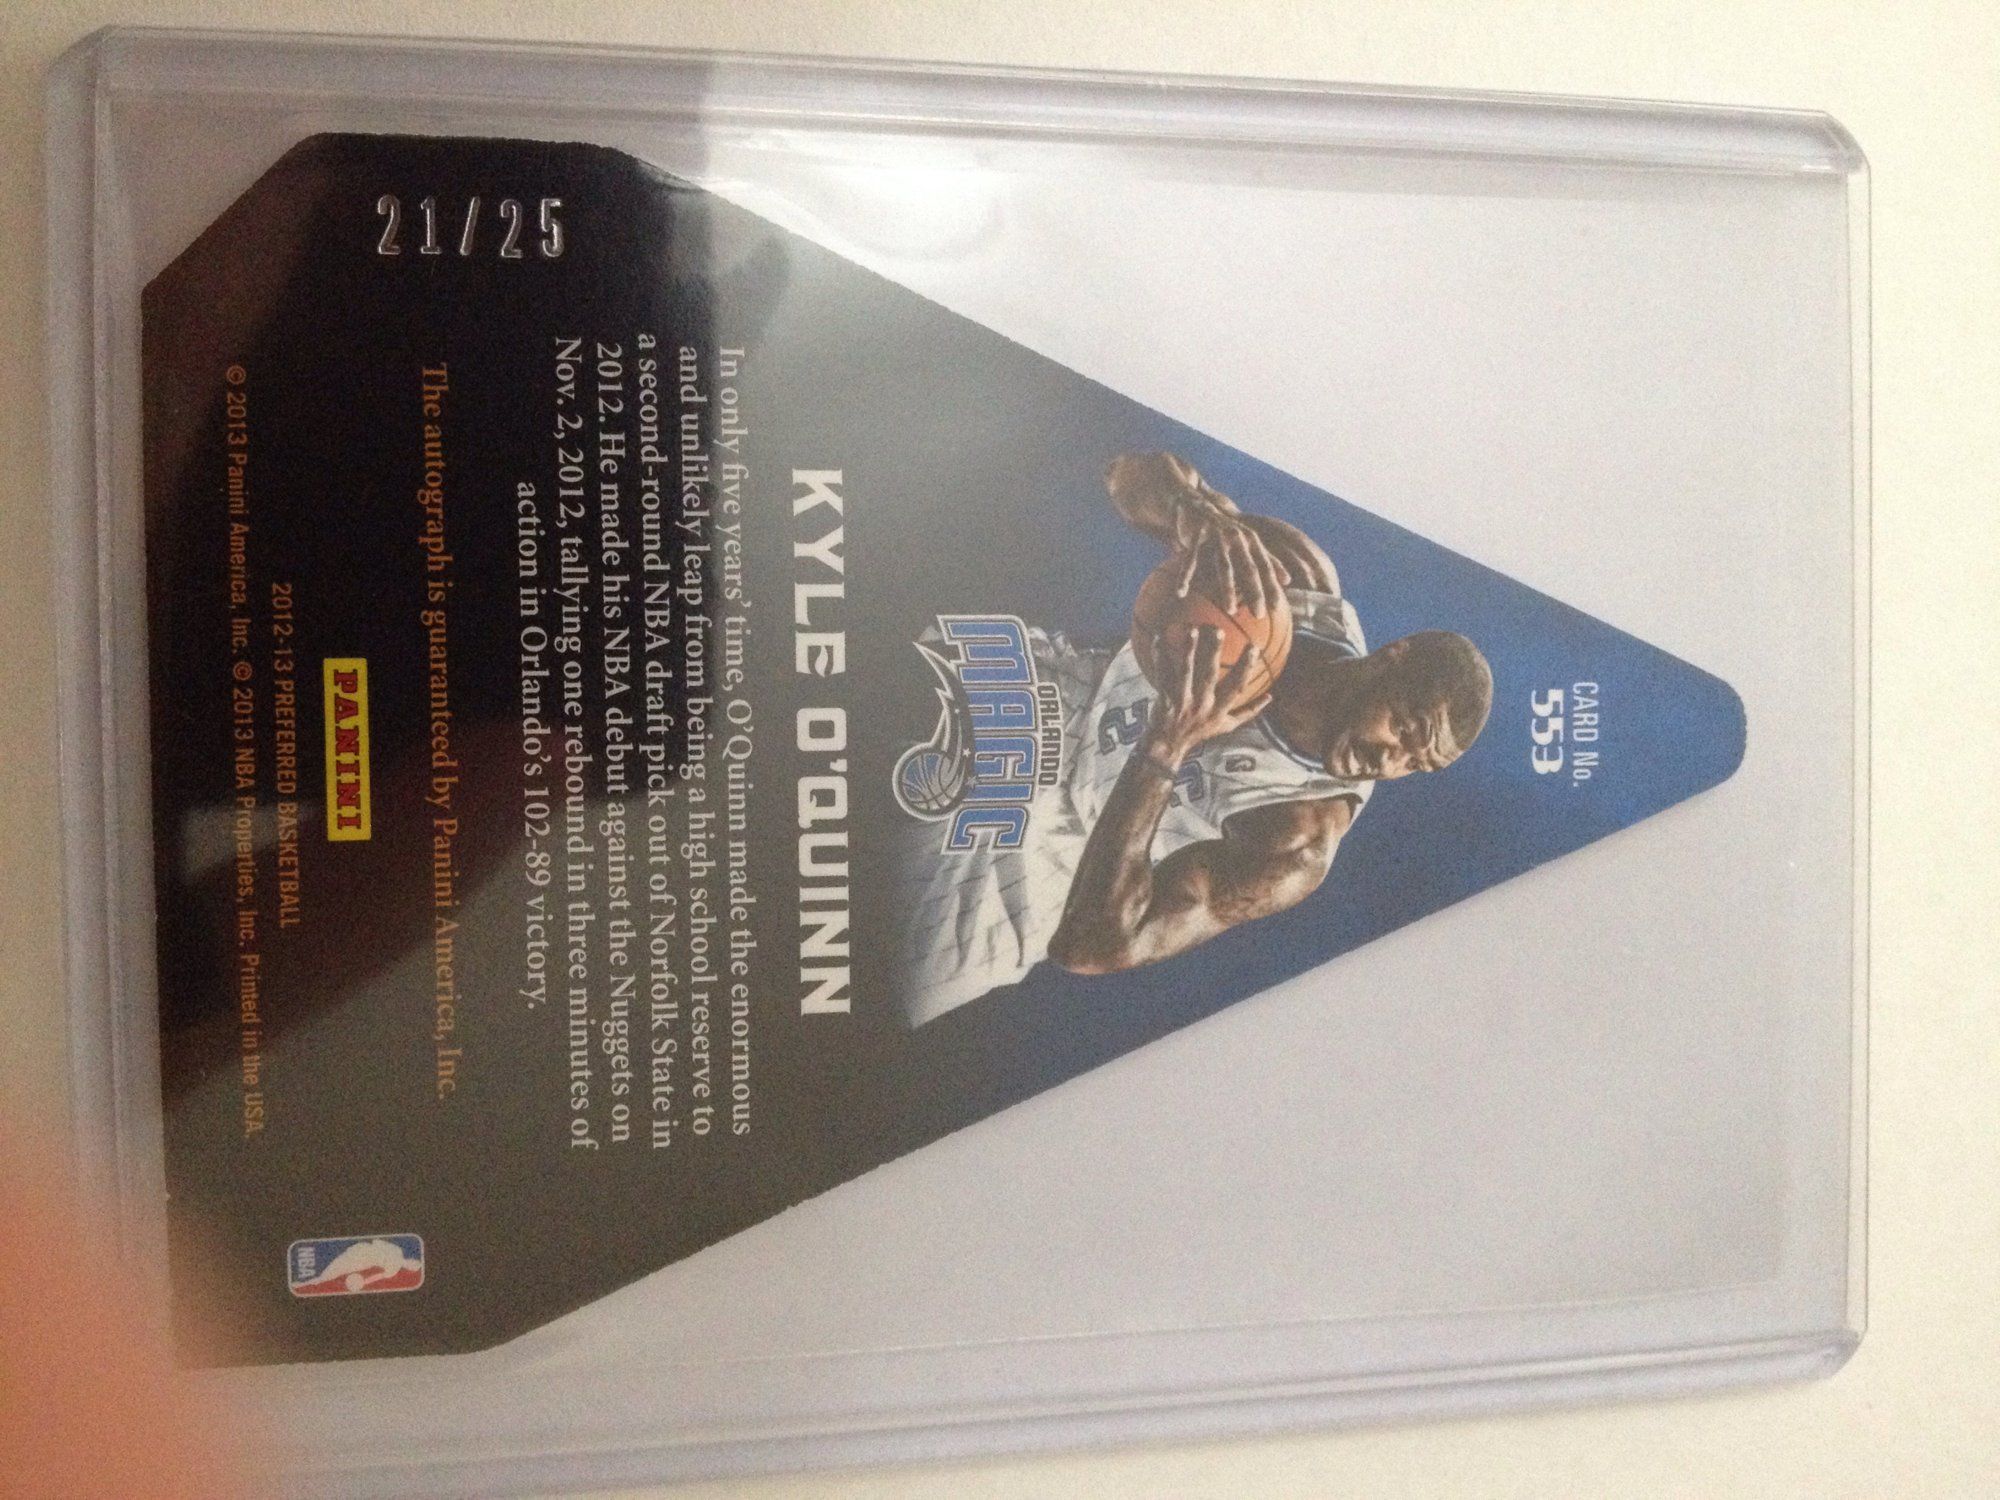 CARD No.
553
ORLANDO
MAGIC
2
KYLE O'QUINN
In only five years' time, O'Quinn made the enormous
and unlikely leap from being a high school reserve to
a second-round NBA draft pick out of Norfolk State in
2012. He made his NBA debut against the Nuggets on
Nov. 2, 2012, tallying one rebound in three minutes of
action in Orlando's 102-89 victory.
21/25
The autograph is guaranteed by Panini America, Inc.
PANINI
NBA
2012-13 PREFERRED BASKETBALL
© 2013 Panini America, Inc. © 2013 NBA Properties, Inc. Printed in the USA.